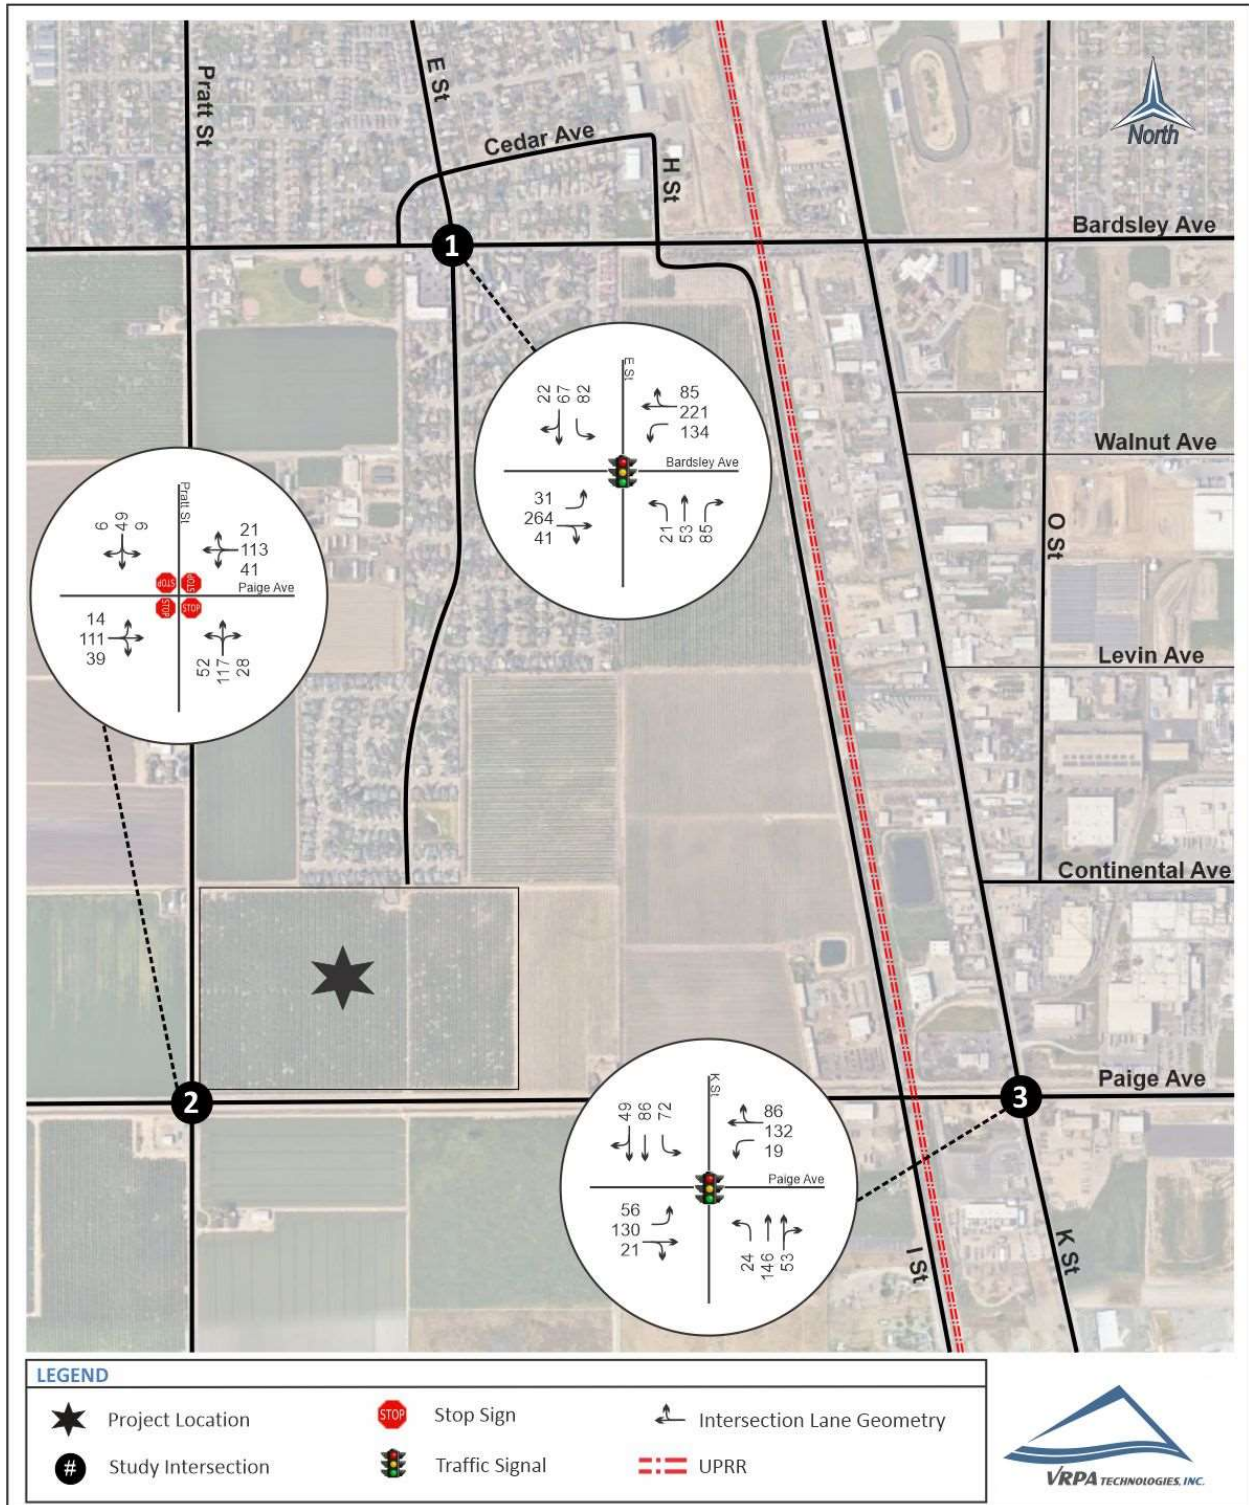 Pratt St
E St
Cedar Ave
H St
North
Bardsley Ave
1
E St
22 67 82
85
221
134
Bardsley Ave
31
264
41
21 53 85
Walnut Ave
O St
Levin Ave
Pratt St
6 49 9
21
113
41
STOP STOP
Paige Ave
STOP STOP
14
111
39
52 117 28
Continental Ave
Paige Ave
2
3
K St
49 86 72
86
132
19
Paige Ave
56
130
21
24 146 53
I St
K St
LEGEND
Project Location
STOP Stop Sign
Intersection Lane Geometry
# Study Intersection
Traffic Signal
UPRR
VRPA TECHNOLOGIES, INC.